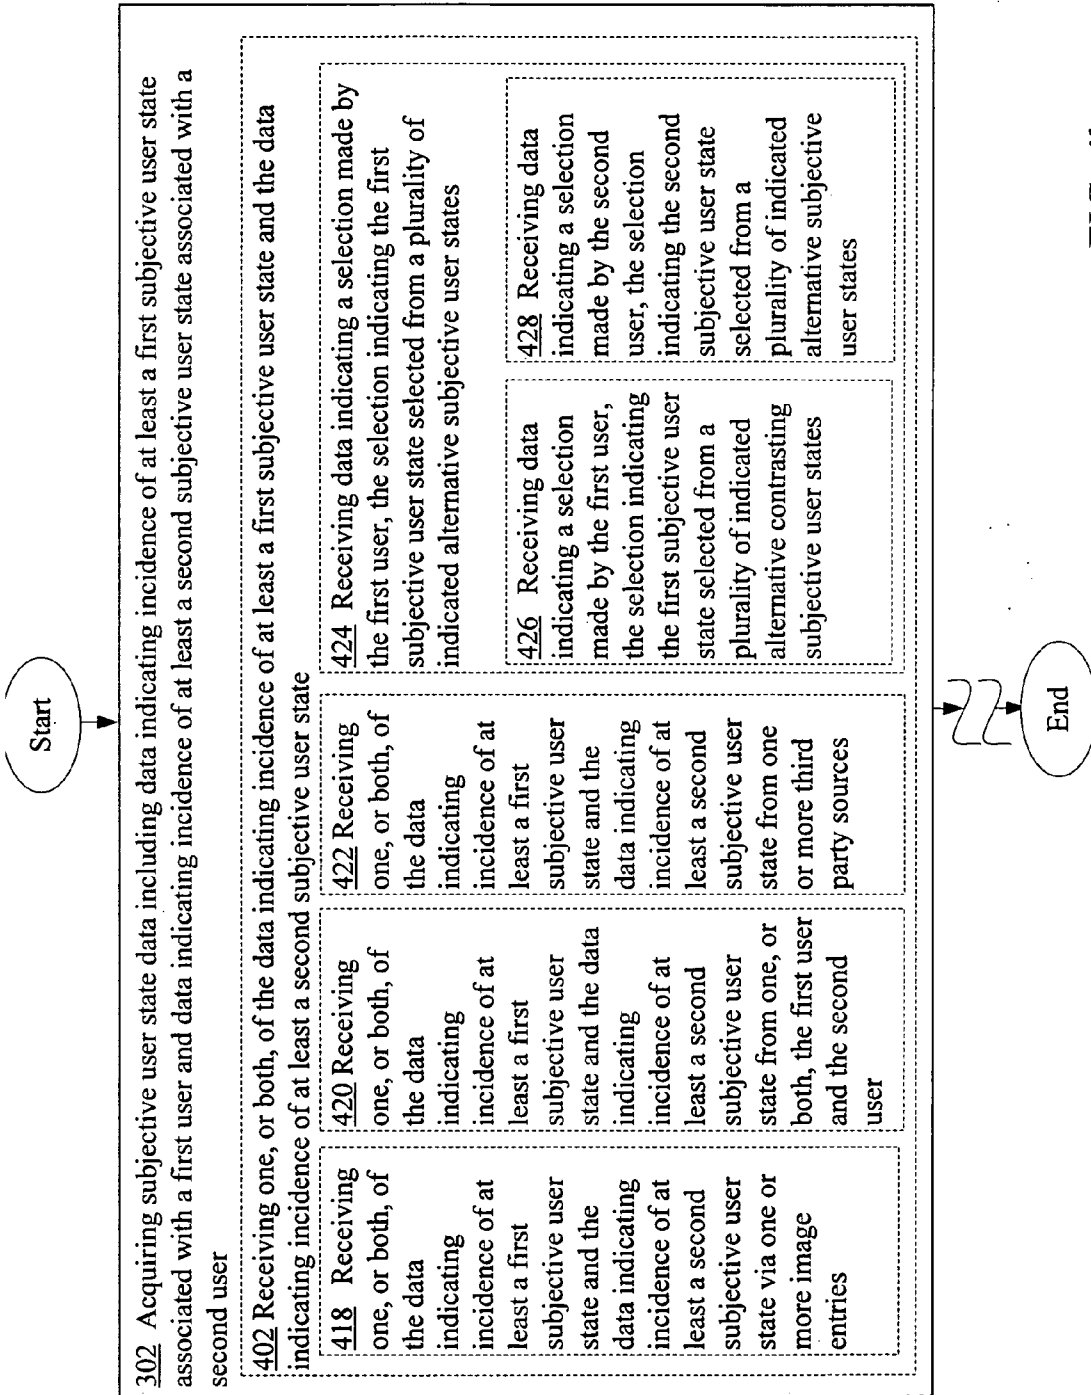 Start
302 Acquiring subjective user state data including data indicating incidence of at least a first subjective user state
associated with a first user and data indicating incidence of at least a second subjective user state associated with a
second user
402 Receiving one, or both, of the data indicating incidence of at least a first subjective user state and the data
indicating incidence of at least a second subjective user state
418 Receiving
one, or both, of
the data
indicating
incidence of at
least a first
subjective user
state and the
data indicating
incidence of at
least a second
subjective user
state via one or
more image
entries
420 Receiving
one, or both, of
the data
indicating
incidence of at
least a first
subjective user
state and the data
indicating
incidence of at
least a second
subjective user
state from one, or
both, the first user
and the second
user
422 Receiving
one, or both, of
the data
indicating
incidence of at
least a first
subjective user
state and the
data indicating
incidence of at
least a second
subjective user
state from one
or more third
party sources
424 Receiving data indicating a selection made by
the first user, the selection indicating the first
subjective user state selected from a plurality of
indicated alternative subjective user states
426 Receiving data
indicating a selection
made by the first user,
the selection indicating
the first subjective user
state selected from a
plurality of indicated
alternative contrasting
subjective user states
428 Receiving data
indicating a selection
made by the second
user, the selection
indicating the second
subjective user state
selected from a
plurality of indicated
alternative subjective
user states
End